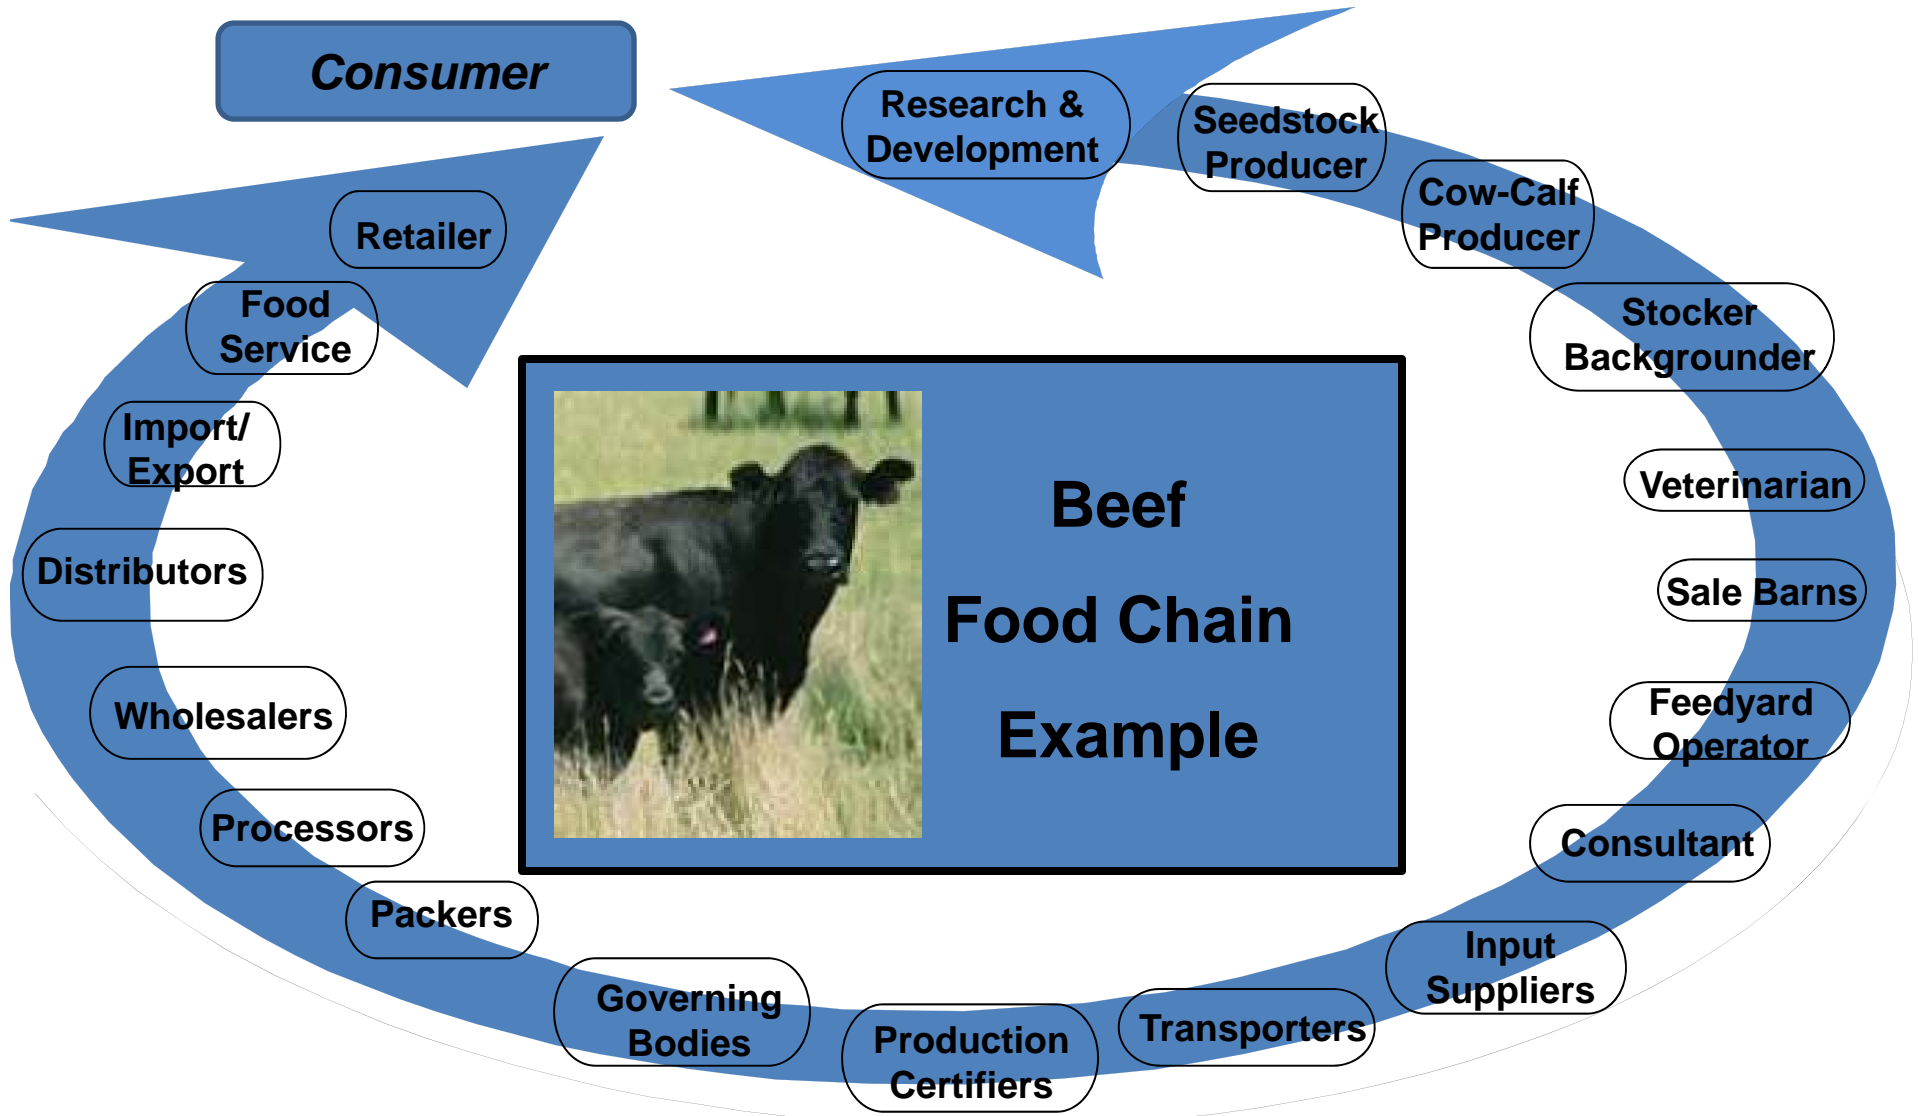 Consumer
Research &
Development
Seedstock
Producer
Cow-Calf
Producer
Stocker
Backgrounder
Veterinarian
Sale Barns
Feedyard
Operator
Consultant
Input
Suppliers
Transporters
Production
Certifiers
Governing
Bodies
Packers
Processors
Wholesalers
Distributors
Import/
Export
Food
Service
Retailer
Beef
Food Chain
Example